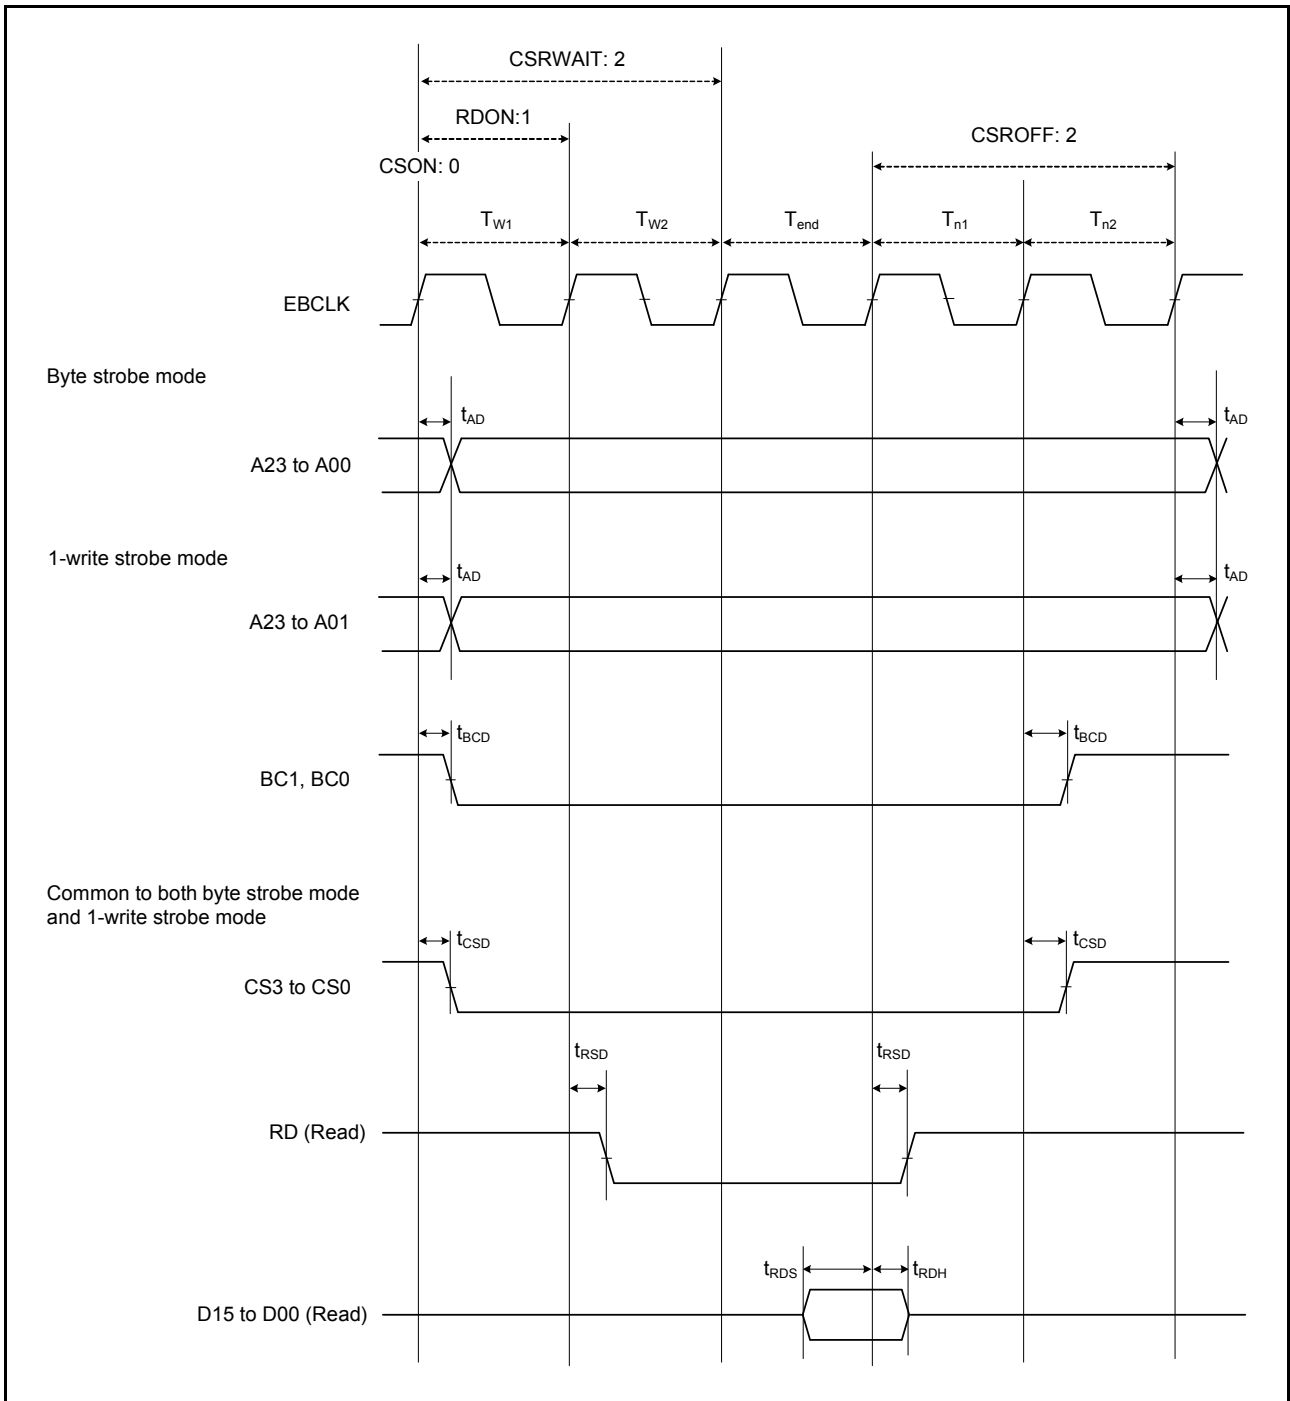 CSRWAIT: 2
RDON:1
CSROFF: 2
CSON: 0
TW1 TW2 Tend Tn1 Tn2
EBCLK
Byte strobe mode
tAD tAD
A23 to A00
1-write strobe mode
tAD tAD
A23 to A01
tBCD tBCD
BC1, BC0
Common to both byte strobe mode
and 1-write strobe mode
tCSD tCSD
CS3 to CS0
tRSD tRSD
RD (Read)
tRDS tRDH
D15 to D00 (Read)